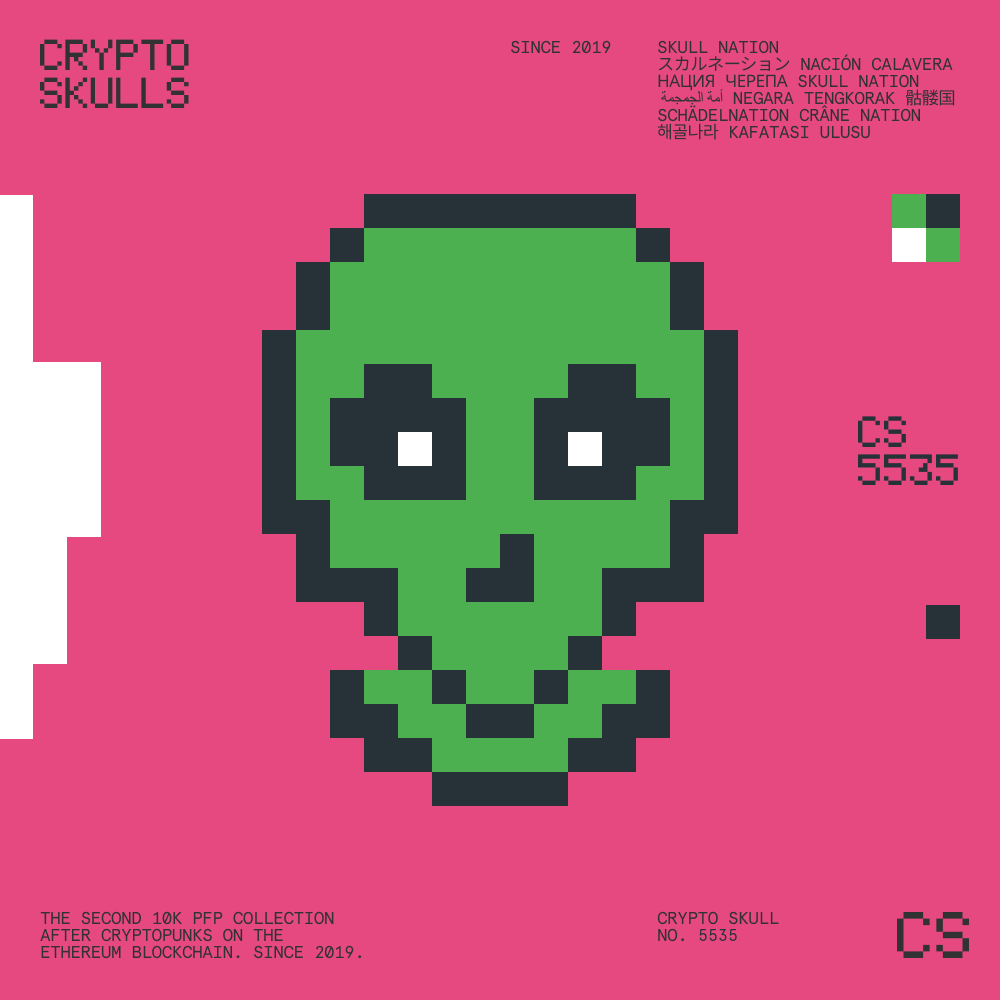 CRYPTO
SKULLS
SINCE 2019
SKULL NATION
スカルネーション NACIÓN CALAVERA
НАЦИЯ ЧЕРЕПА SKULL NATION
أمة الجمجمة NEGARA TENGKORAK 骷髅国
SCHÄDELNATION CRÂNE NATION
해골나라 KAFATASI ULUSU
CS
5535
THE SECOND 10K PFP COLLECTION
AFTER CRYPTOPUNKS ON THE
ETHEREUM BLOCKCHAIN. SINCE 2019.
CRYPTO SKULL
NO. 5535
CS